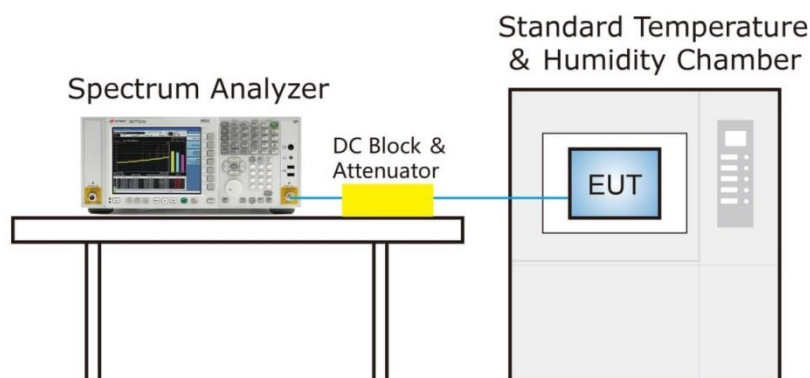 Standard Temperature
& Humidity Chamber
Spectrum Analyzer
DC Block &
Attenuator
EUT